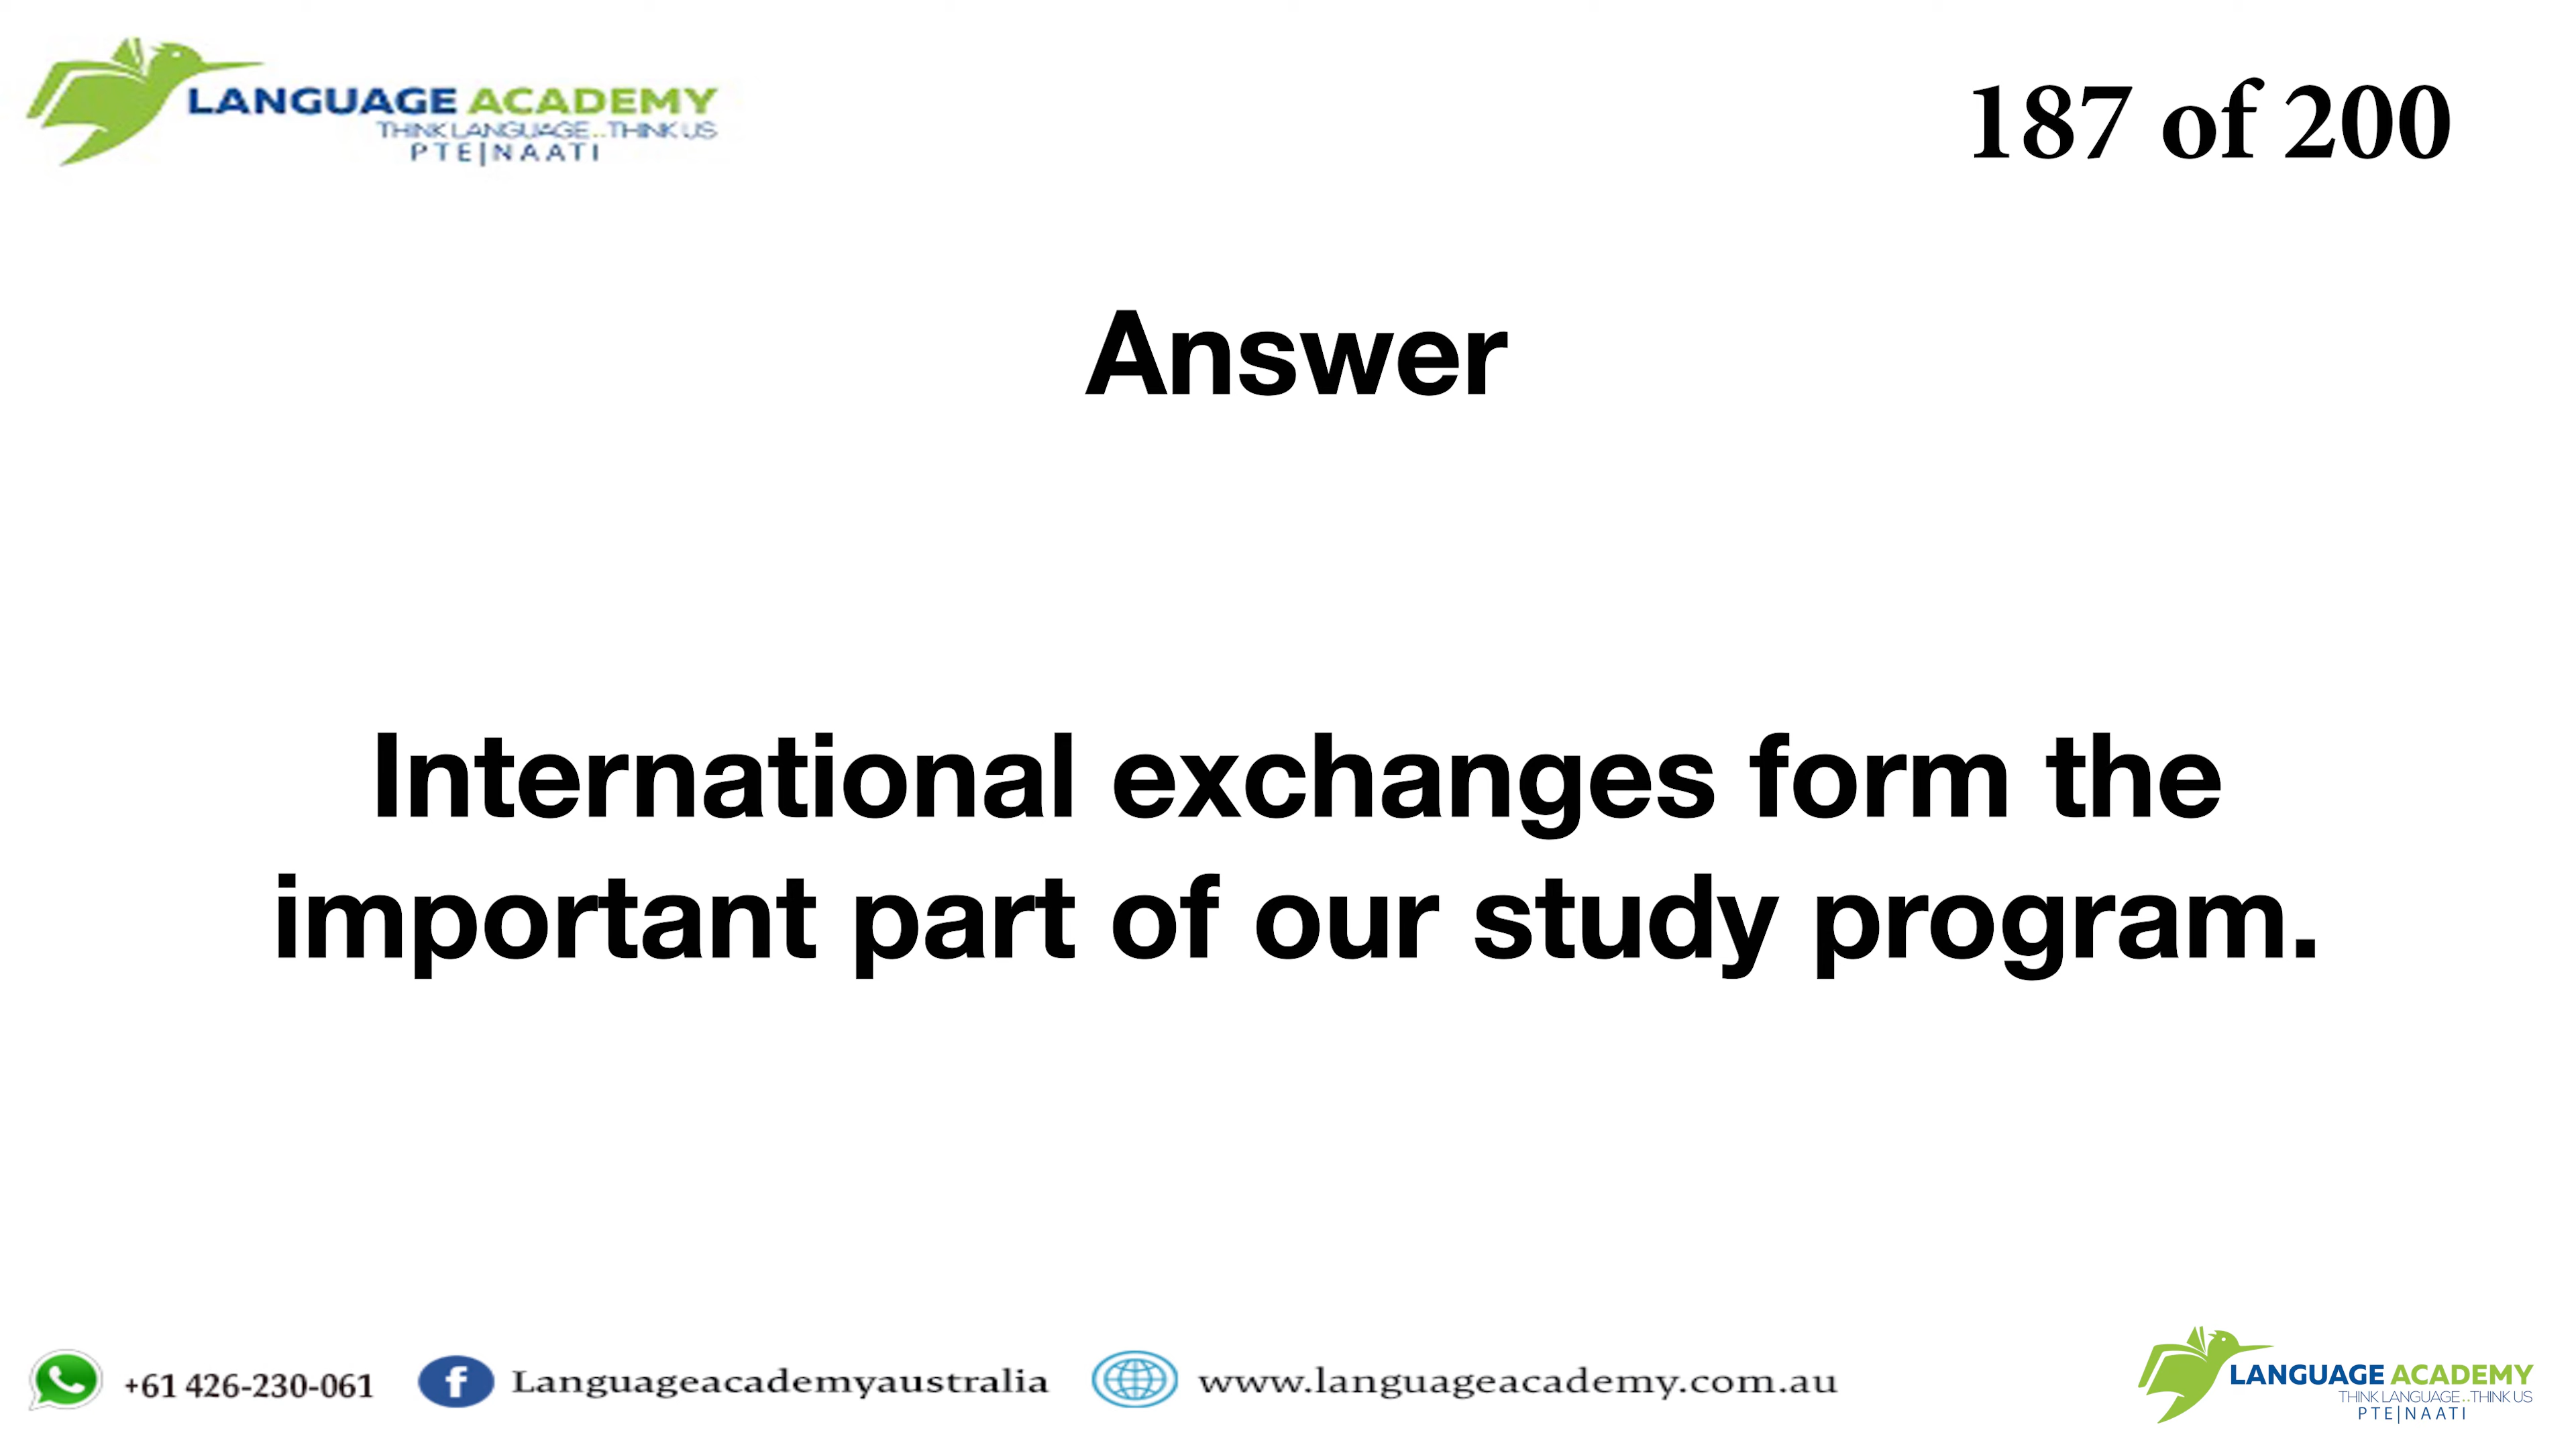 LANGUAGE ACADEMY
THINK LANGUAGE..THINK US
PTE|NAATI
187 of 200
Answer
International exchanges form the
important part of our study program.
+61 426-230-061
Languageacademyaustralia
www.languageacademy.com.au
LANGUAGE ACADEMY
THINK LANGUAGE..THINK US
PTE|NAATI